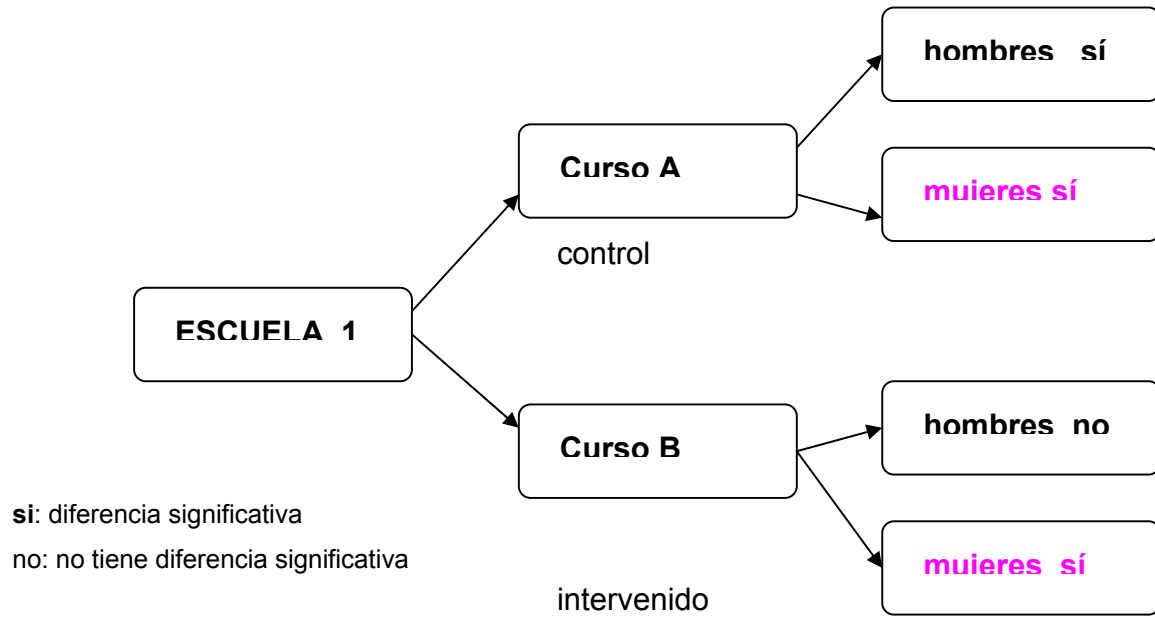 hombres sí
Curso A
mujeres sí
control
ESCUELA 1
hombres no
Curso B
si: diferencia significativa
no: no tiene diferencia significativa
mujeres sí
intervenido